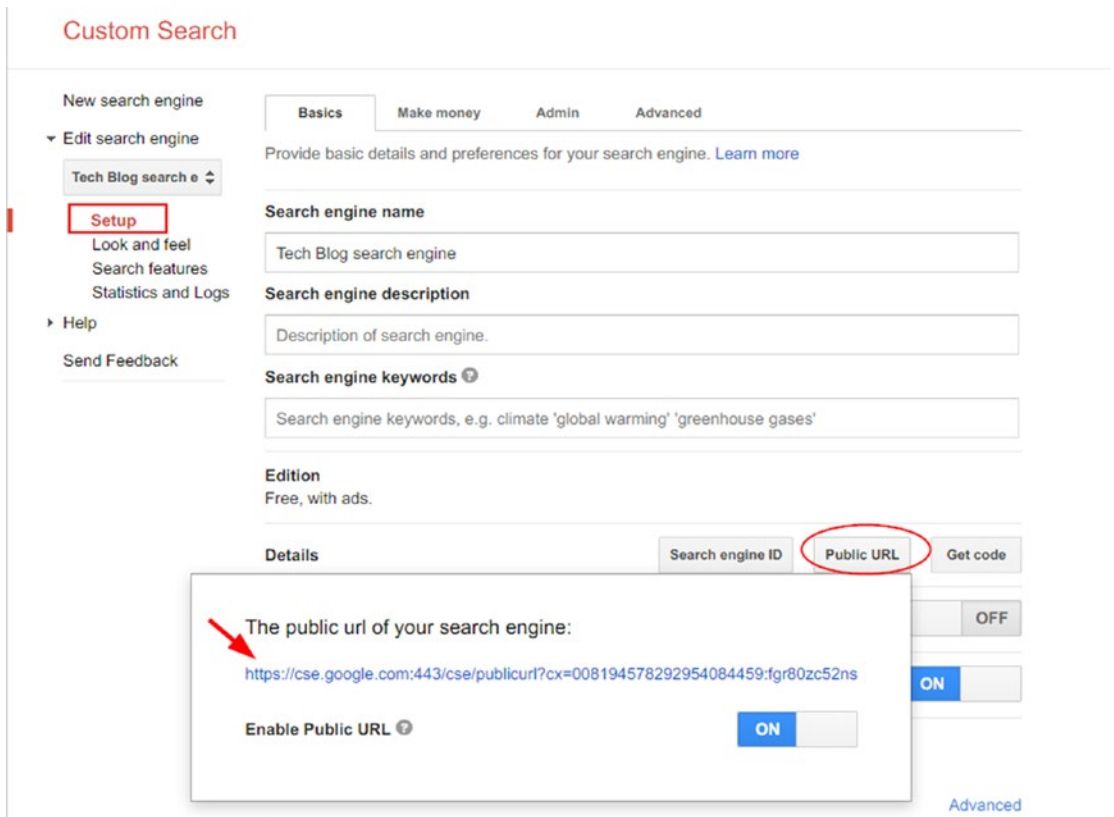 Custom Search
New search engine
Edit search engine
Tech Blog search e
Setup
Look and feel
Search features
Statistics and Logs
Help
Send Feedback
Basics Make money Admin Advanced
Provide basic details and preferences for your search engine. Learn more
Search engine name
Tech Blog search engine
Search engine description
Description of search engine.
Search engine keywords ?
Search engine keywords, e.g. climate 'global warming' 'greenhouse gases'
Edition
Free, with ads.
Details Search engine ID Public URL Get code
OFF
ON
The public url of your search engine:
https://cse.google.com:443/cse/publicurl?cx=008194578292954084459:fgr80zc52ns
Enable Public URL ? ON
Advanced